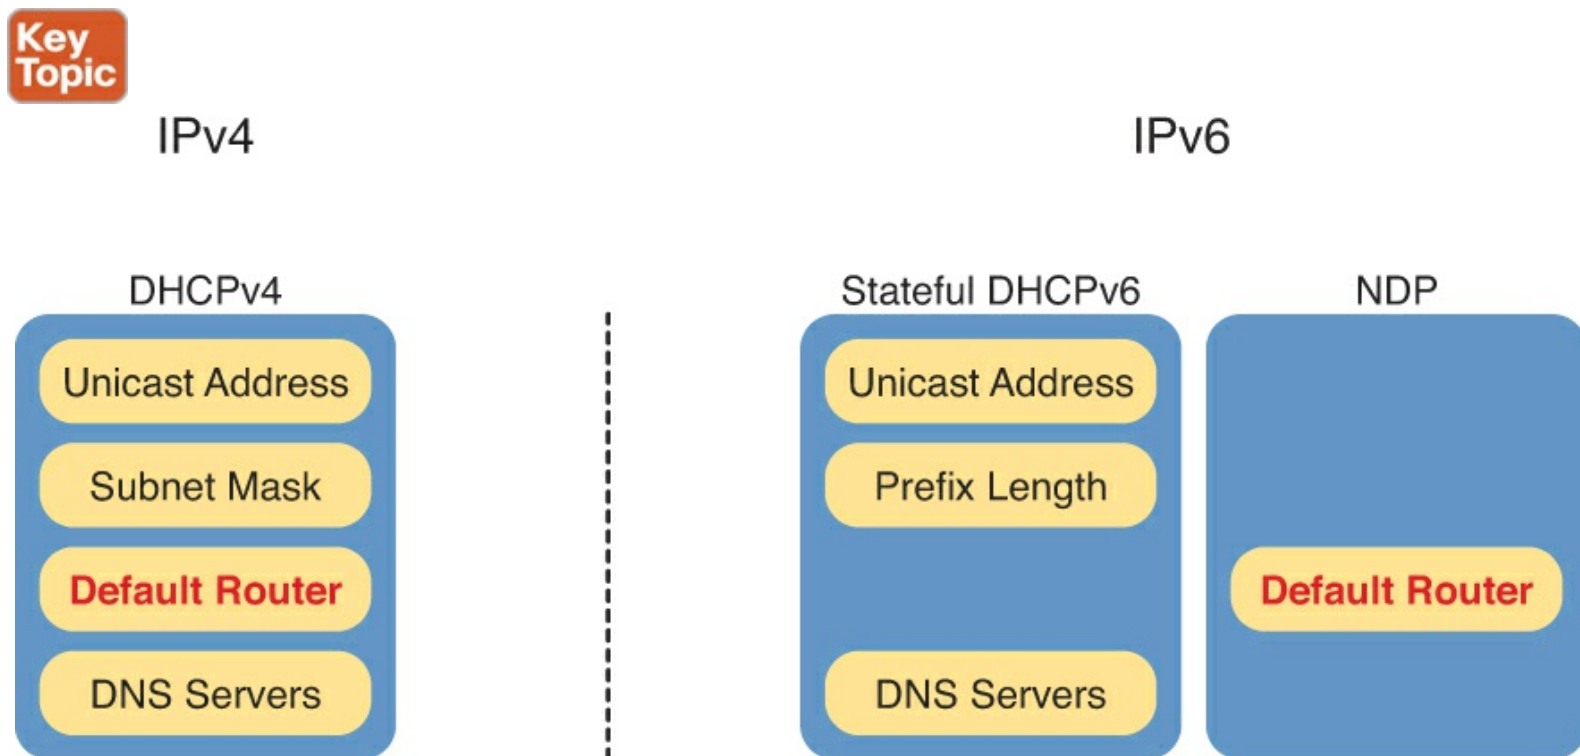 Key
Topic
IPv4
IPv6
DHCPv4
Unicast Address
Subnet Mask
Default Router
DNS Servers
Stateful DHCPv6
Unicast Address
Prefix Length
DNS Servers
NDP
Default Router